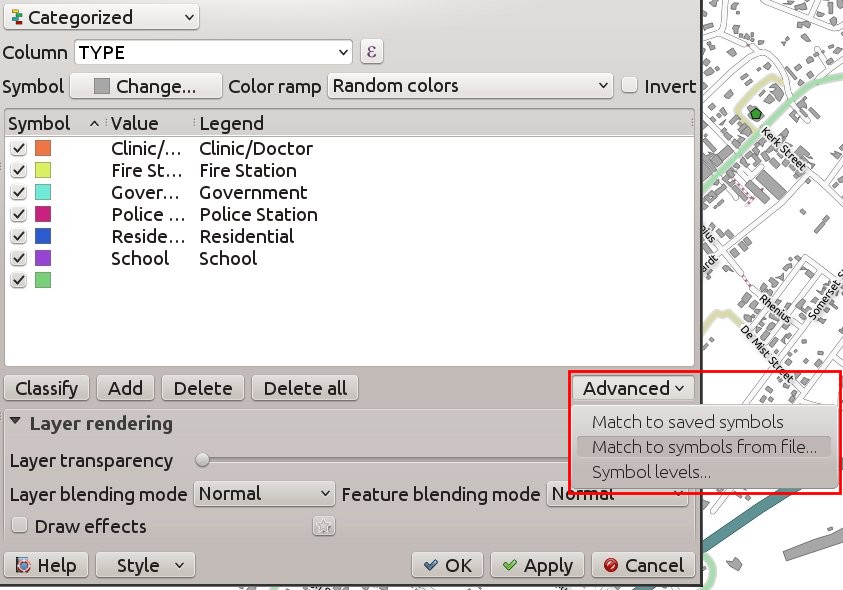 Categorized
Column TYPE ε
Symbol Change... Color ramp Random colors Invert
Symbol Value Legend
Clinic/... Clinic/Doctor
Fire St... Fire Station
Gover... Government
Police ... Police Station
Reside... Residential
School School
Classify Add Delete Delete all Advanced
Match to saved symbols
Match to symbols from file...
Symbol levels...
Layer rendering
Layer transparency
Layer blending mode Normal Feature blending mode Normal
Draw effects
Help Style OK Apply Cancel
Kerk Street
Rhenius
Somerset S
De Mist Street